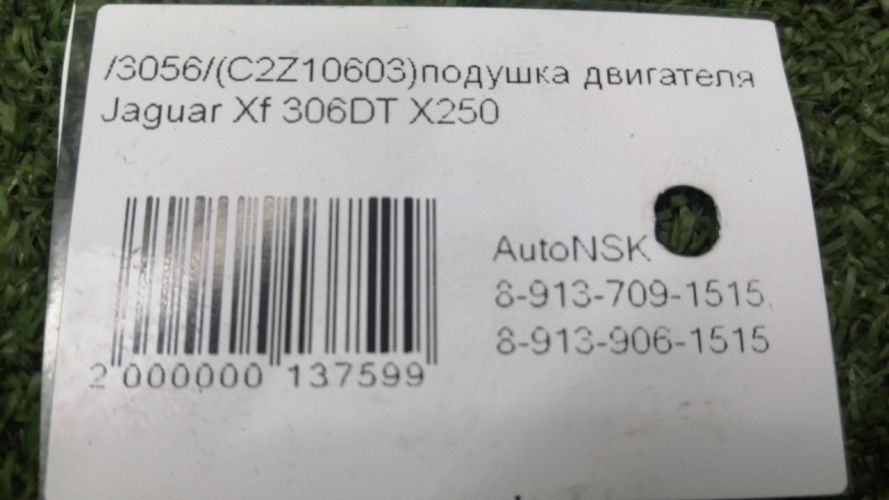 /3056/(C2Z10603)подушка двигателя
Jaguar Xf 306DT X250
AutoNSK
8-913-709-1515,
8-913-906-1515
2 000000 137599